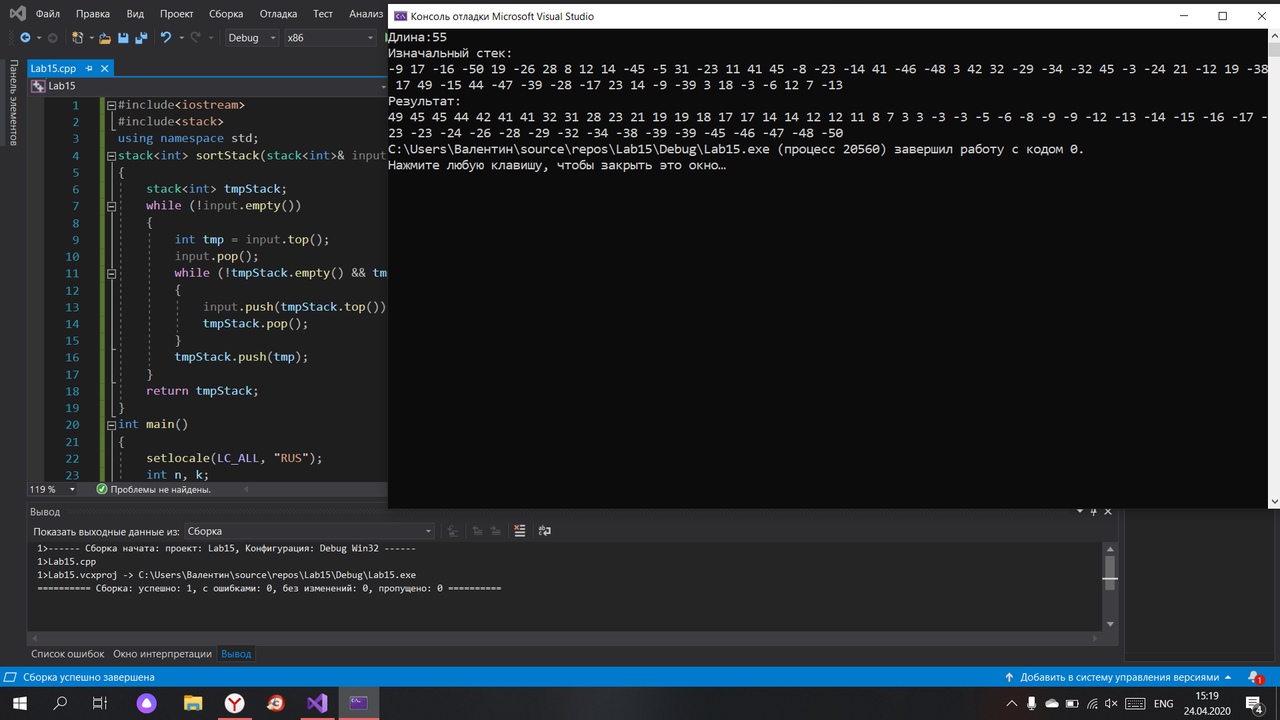 Файл Правка Вид Проект Сборка Отладка Тест Анализ
Консоль отладки Microsoft Visual Studio
Debug x86
Панель элементов
Lab15.cpp
Lab15
1 #include<iostream>
2 #include<stack>
3 using namespace std;
4 stack<int> sortStack(stack<int>& input
5 {
6 stack<int> tmpStack;
7 while (!input.empty())
8 {
9 int tmp = input.top();
10 input.pop();
11 while (!tmpStack.empty() && tm
12 {
13 input.push(tmpStack.top())
14 tmpStack.pop();
15 }
16 tmpStack.push(tmp);
17 }
18 return tmpStack;
19 }
20 int main()
21 {
22 setlocale(LC_ALL, "RUS");
23 int n, k;
119 % Проблемы не найдены.
Длина:55
Изначальный стек:
-9 17 -16 -50 19 -26 28 8 12 14 -45 -5 31 -23 11 41 45 -8 -23 -14 41 -46 -48 3 42 32 -29 -34 -32 45 -3 -24 21 -12 19 -38
17 49 -15 44 -47 -39 -28 -17 23 14 -9 -39 3 18 -3 -6 12 7 -13
Результат:
49 45 45 44 42 41 41 32 31 28 23 21 19 19 18 17 17 14 14 12 12 11 8 7 3 3 -3 -3 -5 -6 -8 -9 -9 -12 -13 -14 -15 -16 -17 -
23 -23 -24 -26 -28 -29 -32 -34 -38 -39 -39 -45 -46 -47 -48 -50
C:\Users\Валентин\source\repos\Lab15\Debug\Lab15.exe (процесс 20560) завершил работу с кодом 0.
Нажмите любую клавишу, чтобы закрыть это окно…
Вывод
Показать выходные данные из: Сборка
1>------ Сборка начата: проект: Lab15, Конфигурация: Debug Win32 ------
1>Lab15.cpp
1>Lab15.vcxproj -> C:\Users\Валентин\source\repos\Lab15\Debug\Lab15.exe
========== Сборка: успешно: 1, с ошибками: 0, без изменений: 0, пропущено: 0 ==========
Список ошибок Окно интерпретации Вывод
Сборка успешно завершена Добавить в систему управления версиями 1
ENG 15:19
24.04.2020 4